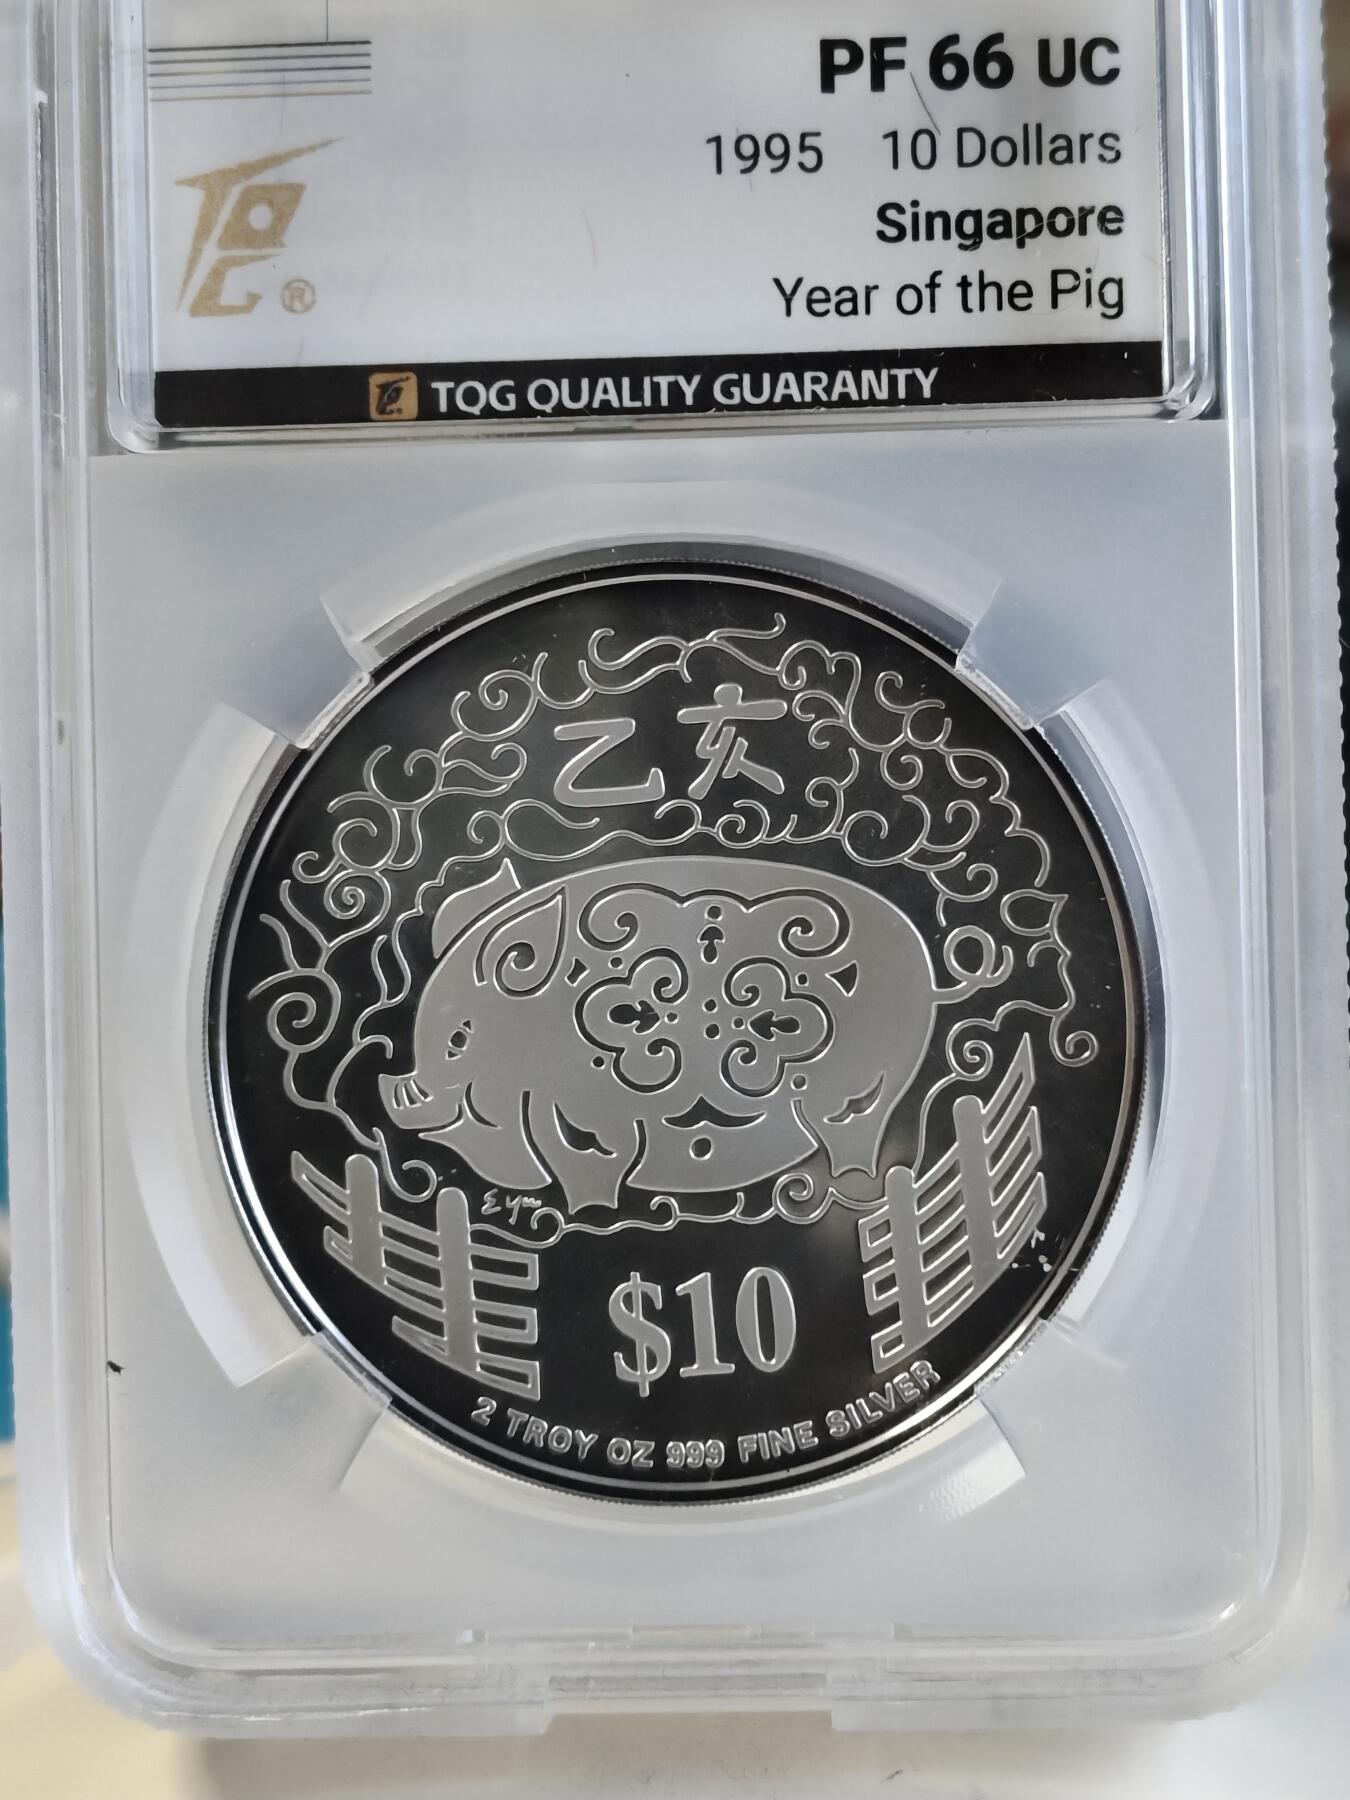 PF 66 UC
1995 10 Dollars
Singapore
Year of the Pig
TQG ®
TQG QUALITY GUARANTY
乙亥
$10
2 TROY OZ 999 FINE SILVER